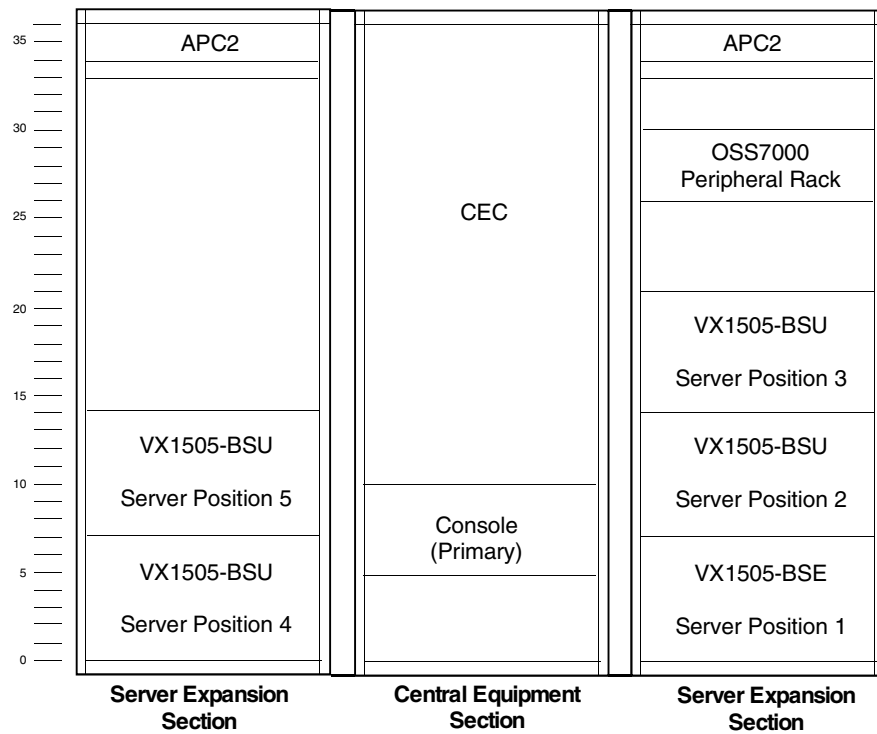 35
30
25
20
15
10
5
0
APC2
VX1505-BSU
Server Position 5
VX1505-BSU
Server Position 4
Server Expansion
Section
CEC
Console
(Primary)
Central Equipment
Section
APC2
OSS7000
Peripheral Rack
VX1505-BSU
Server Position 3
VX1505-BSU
Server Position 2
VX1505-BSE
Server Position 1
Server Expansion
Section